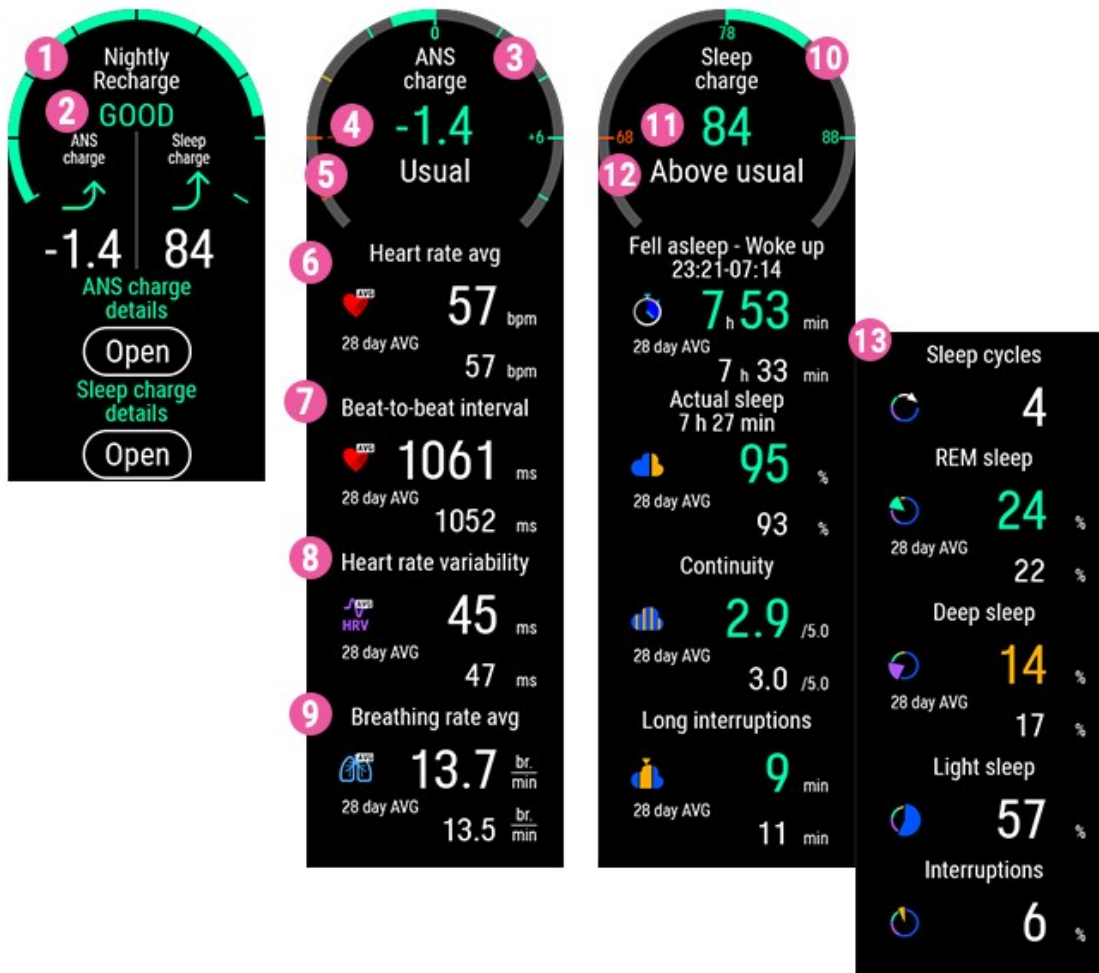 1
Nightly
Recharge
2
GOOD
ANS
charge
Sleep
charge
-1.4
84
ANS charge
details
Open
Sleep charge
details
Open
0
3
ANS
charge
4
-1.4
+6
5
Usual
6
Heart rate avg
AVG
57 bpm
28 day AVG
57 bpm
7
Beat-to-beat interval
AVG
1061 ms
28 day AVG
1052 ms
8
Heart rate variability
AVG
HRV
45 ms
28 day AVG
47 ms
9
Breathing rate avg
AVG
13.7 br./min
28 day AVG
13.5 br./min
78
10
Sleep
charge
68
11
84
88
12
Above usual
Fell asleep - Woke up
23:21-07:14
7 h 53 min
28 day AVG
7 h 33 min
Actual sleep
7 h 27 min
95 %
28 day AVG
93 %
Continuity
2.9 /5.0
28 day AVG
3.0 /5.0
Long interruptions
9 min
28 day AVG
11 min
13
Sleep cycles
4
REM sleep
24 %
28 day AVG
22 %
Deep sleep
14 %
28 day AVG
17 %
Light sleep
57 %
Interruptions
6 %